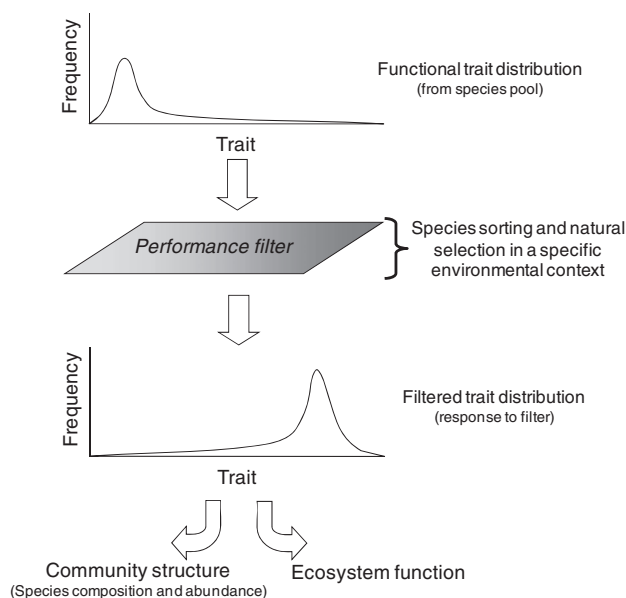 Frequency
Functional trait distribution
(from species pool)
Trait
Performance filter
Species sorting and natural
selection in a specific
environmental context
Frequency
Filtered trait distribution
(response to filter)
Trait
Community structure
(Species composition and abundance)
Ecosystem function